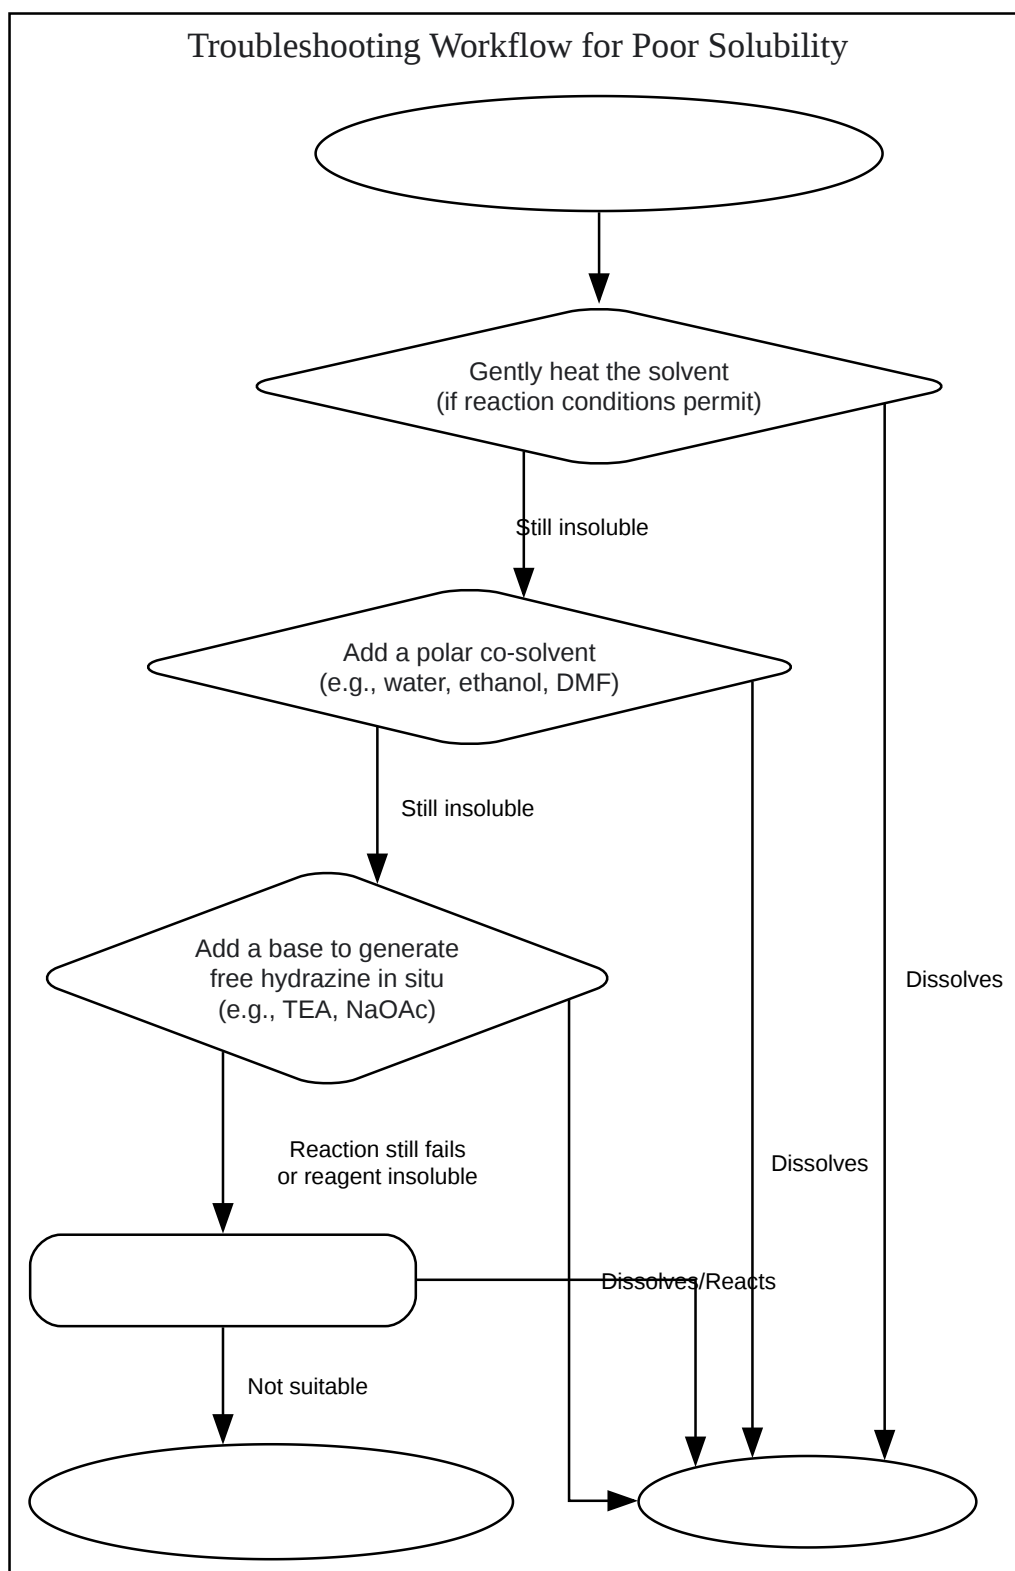 Troubleshooting Workflow for Poor Solubility
Gently heat the solvent
(if reaction conditions permit)
Still insoluble
Add a polar co-solvent
(e.g., water, ethanol, DMF)
Still insoluble
Add a base to generate
free hydrazine in situ
(e.g., TEA, NaOAc)
Dissolves
Reaction still fails
or reagent insoluble
Dissolves
Dissolves/Reacts
Not suitable